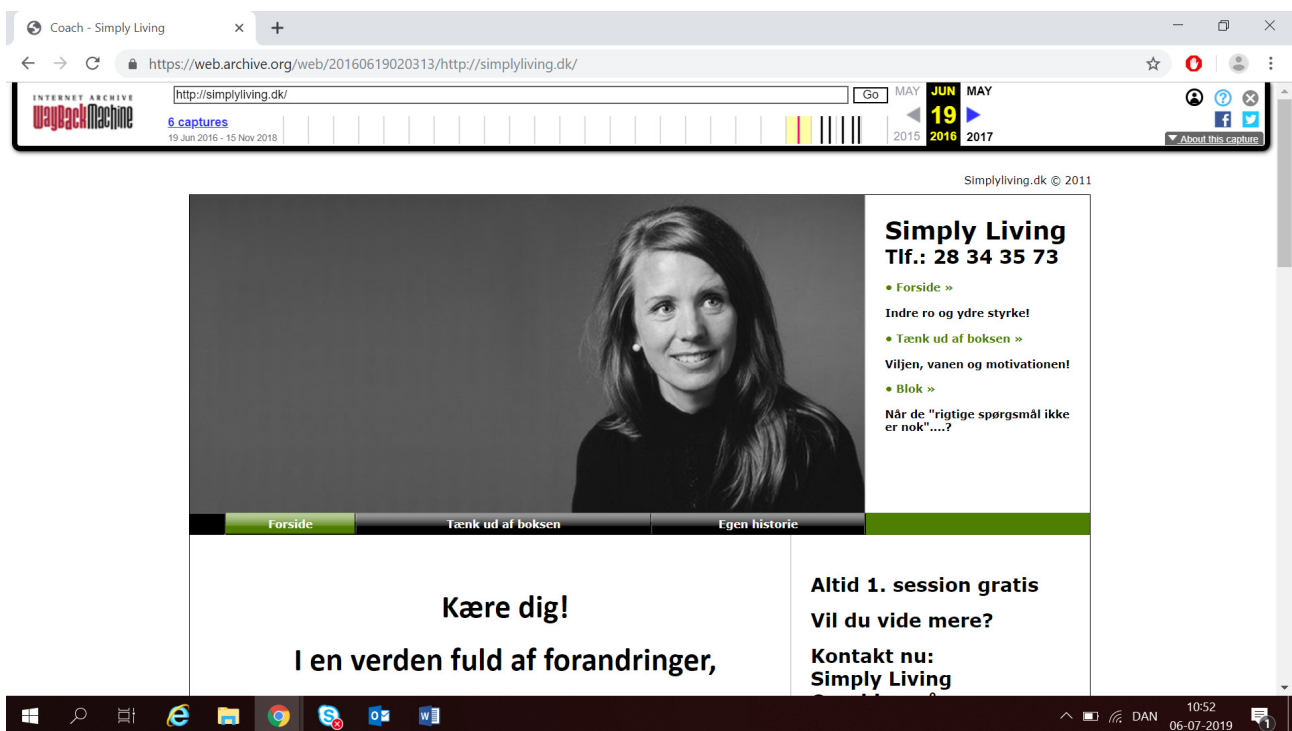 Coach - Simply Living
https://web.archive.org/web/20160619020313/http://simplyliving.dk/
INTERNET ARCHIVE
WayBackMachine
http://simplyliving.dk/
Go
MAY JUN MAY
6 captures
19
19 Jun 2016 - 15 Nov 2018
2015 2016 2017
About this capture
Simplyliving.dk © 2011
Simply Living
Tlf.: 28 34 35 73
• Forside »
Indre ro og ydre styrke!
• Tænk ud af boksen »
Viljen, vanen og motivationen!
• Blok »
Når de "rigtige spørgsmål ikke
er nok"....?
Forside Tænk ud af boksen Egen historie
Kære dig!
I en verden fuld af forandringer,
Altid 1. session gratis
Vil du vide mere?
Kontakt nu:
Simply Living
DAN
10:52
06-07-2019
1